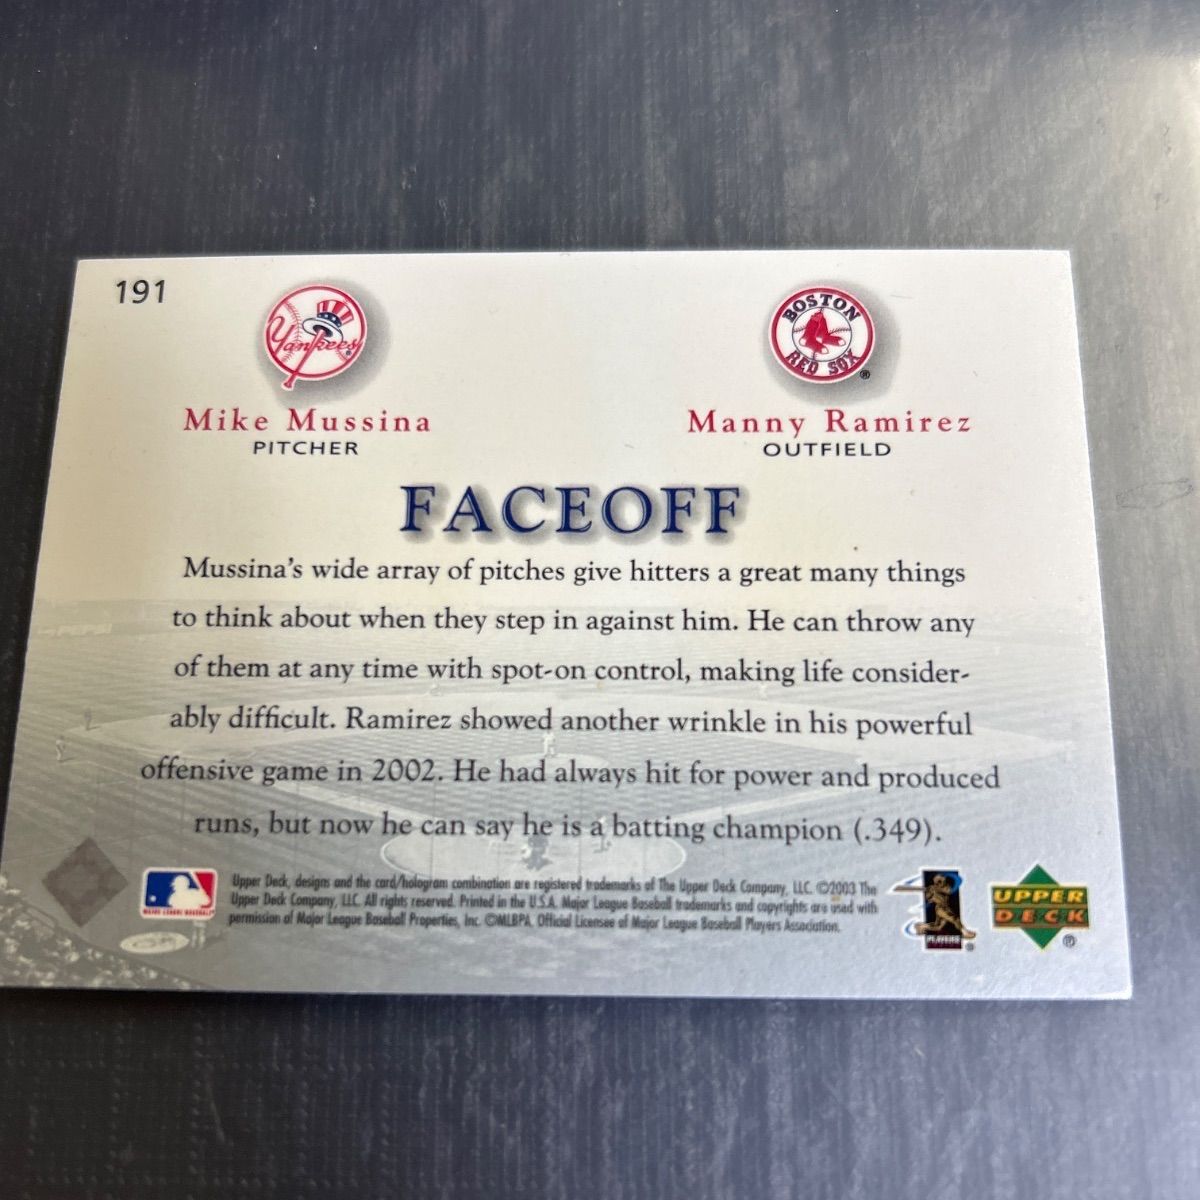 191
Yankees
BOSTON
RED SOX
®
Mike Mussina
Manny Ramirez
PITCHER
OUTFIELD
FACEOFF
Mussina's wide array of pitches give hitters a great many things
to think about when they step in against him. He can throw any
of them at any time with spot-on control, making life consider-
ably difficult. Ramirez showed another wrinkle in his powerful
offensive game in 2002. He had always hit for power and produced
runs, but now he can say he is a batting champion (.349).
Upper Deck, designs and the card/hologram combination are registered trademarks of The Upper Deck Company, LLC. ©2003 The
Upper Deck Company, LLC. All rights reserved. Printed in the U.S.A. Major League Baseball trademarks and copyrights are used with
permission of Major League Baseball Properties, Inc. ©MLBPA. Official Licensee of Major League Baseball Players Association.
MAJOR LEAGUE BASEBALL
PLAYERS
®
UPPER
DECK
®